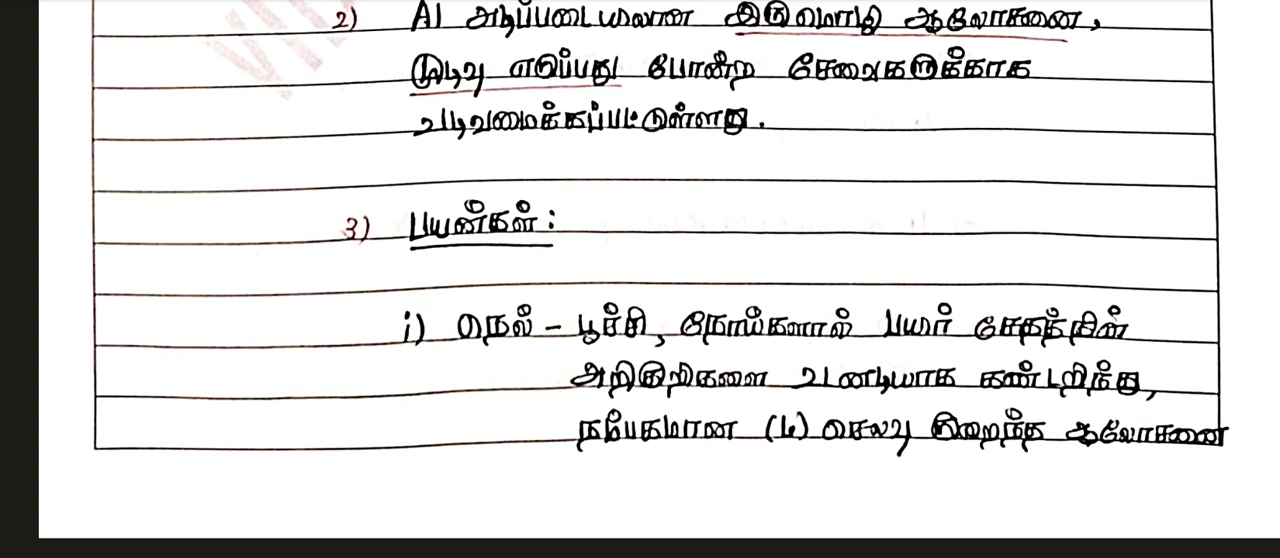 2) AI அடிப்படையிலான இருமொழி ஆலோசனை,
முடிவு எடுப்பது போன்ற சேவைகளுக்காக
வடிவமைக்கப்பட்டுள்ளது.
3) பயன்கள் :
i) நெல் - பூச்சி, நோய்களால் பயிர் சேதத்தின்
அறிகுறிகளை உடனடியாக கண்டறிந்து,
நம்பகமான (ம) செலவு குறைந்த ஆலோசனை